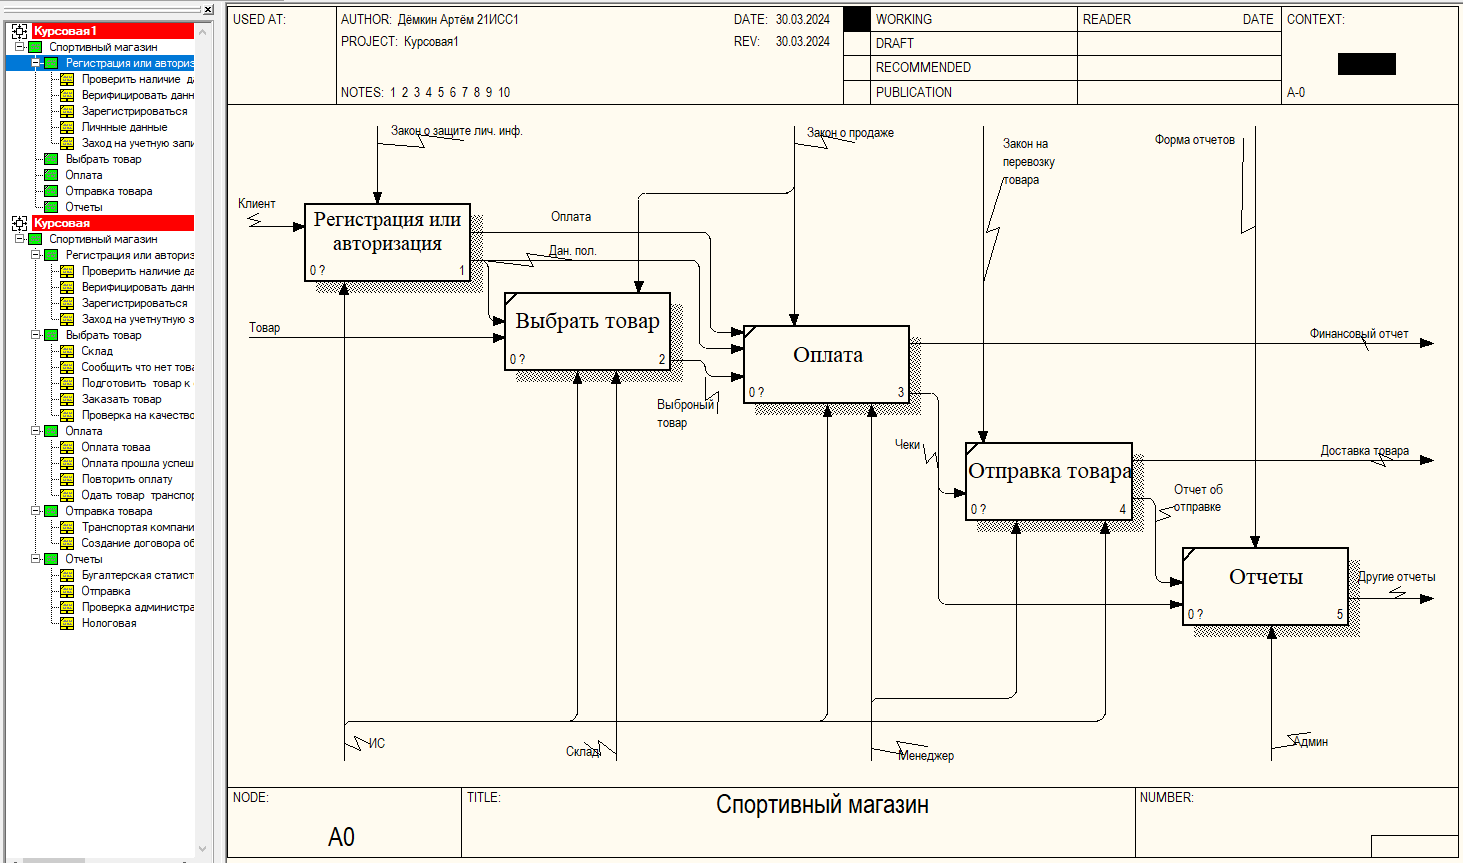 Курсовая1
Спортивный магазин
Регистрация или авториз
Проверить наличие да
Верифицировать данн
Зарегистрироваться
Личнные данные
Заход на учетную запи
Выбрать товар
Оплата
Отправка товара
Отчеты
Курсовая
Спортивный магазин
Регистрация или авториз
Проверить наличие да
Верифицировать данн
Зарегистрироваться
Заход на учетнутную з
Выбрать товар
Склад
Сообщить что нет това
Подготовить товар к
Заказать товар
Проверка на качество
Оплата
Оплата товаа
Оплата прошла успеш
Повторить оплату
Одать товар транспор
Отправка товара
Транспортая компани
Создание договора об
Отчеты
Бугалтерская статист
Отправка
Проверка администра
Нологовая
USED AT:
AUTHOR: Дёмкин Артём 21ИСС1
DATE: 30.03.2024
PROJECT: Курсовая1
REV: 30.03.2024
NOTES: 1 2 3 4 5 6 7 8 9 10
WORKING
DRAFT
RECOMMENDED
PUBLICATION
READER
DATE
CONTEXT:
A-0
Закон о защите лич. инф.
Закон о продаже
Закон на
перевозку
товара
Форма отчетов
Клиент
Регистрация или
авторизация
0 ?
1
Оплата
Дан. пол.
Товар
Выбрать товар
0 ?
2
Выброный
товар
Оплата
0 ?
3
Финансовый отчет
Чеки
Отправка товара
0 ?
4
Доставка товара
Отчет об
отправке
Отчеты
0 ?
5
Другие отчеты
ИС
Склад
Менеджер
Админ
NODE:
A0
TITLE:
Спортивный магазин
NUMBER: